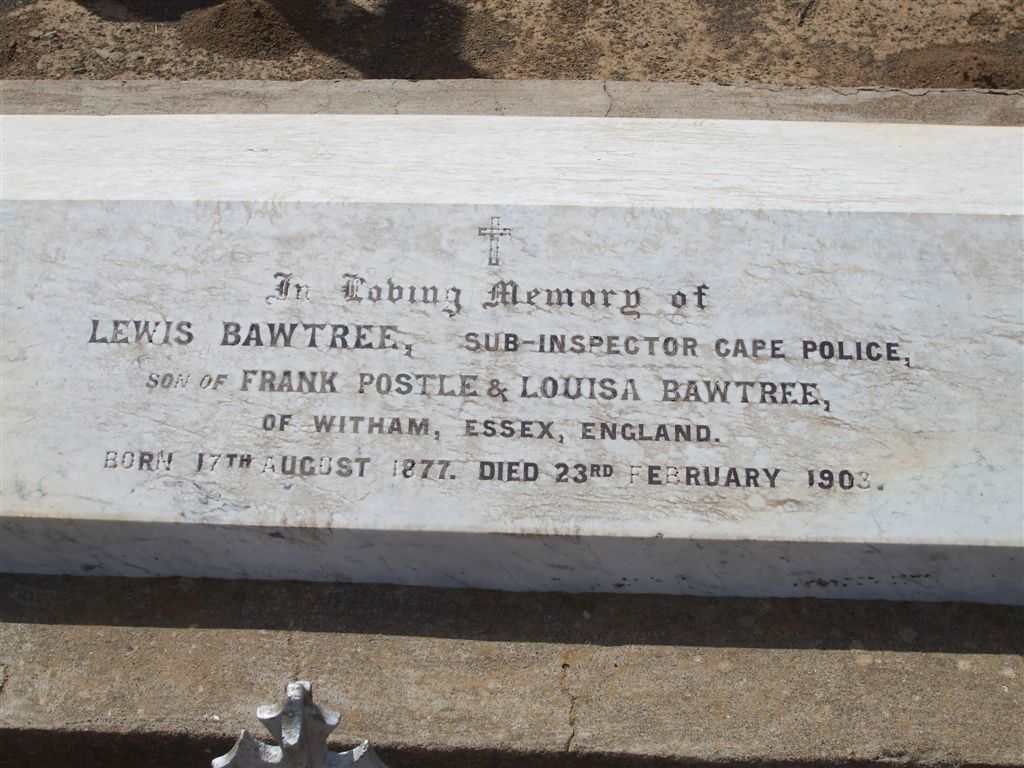 In Loving Memory of
LEWIS BAWTREE, SUB-INSPECTOR CAPE POLICE,
SON OF FRANK POSTLE & LOUISA BAWTREE,
OF WITHAM, ESSEX, ENGLAND.
BORN 17TH AUGUST 1877. DIED 23RD FEBRUARY 1903.